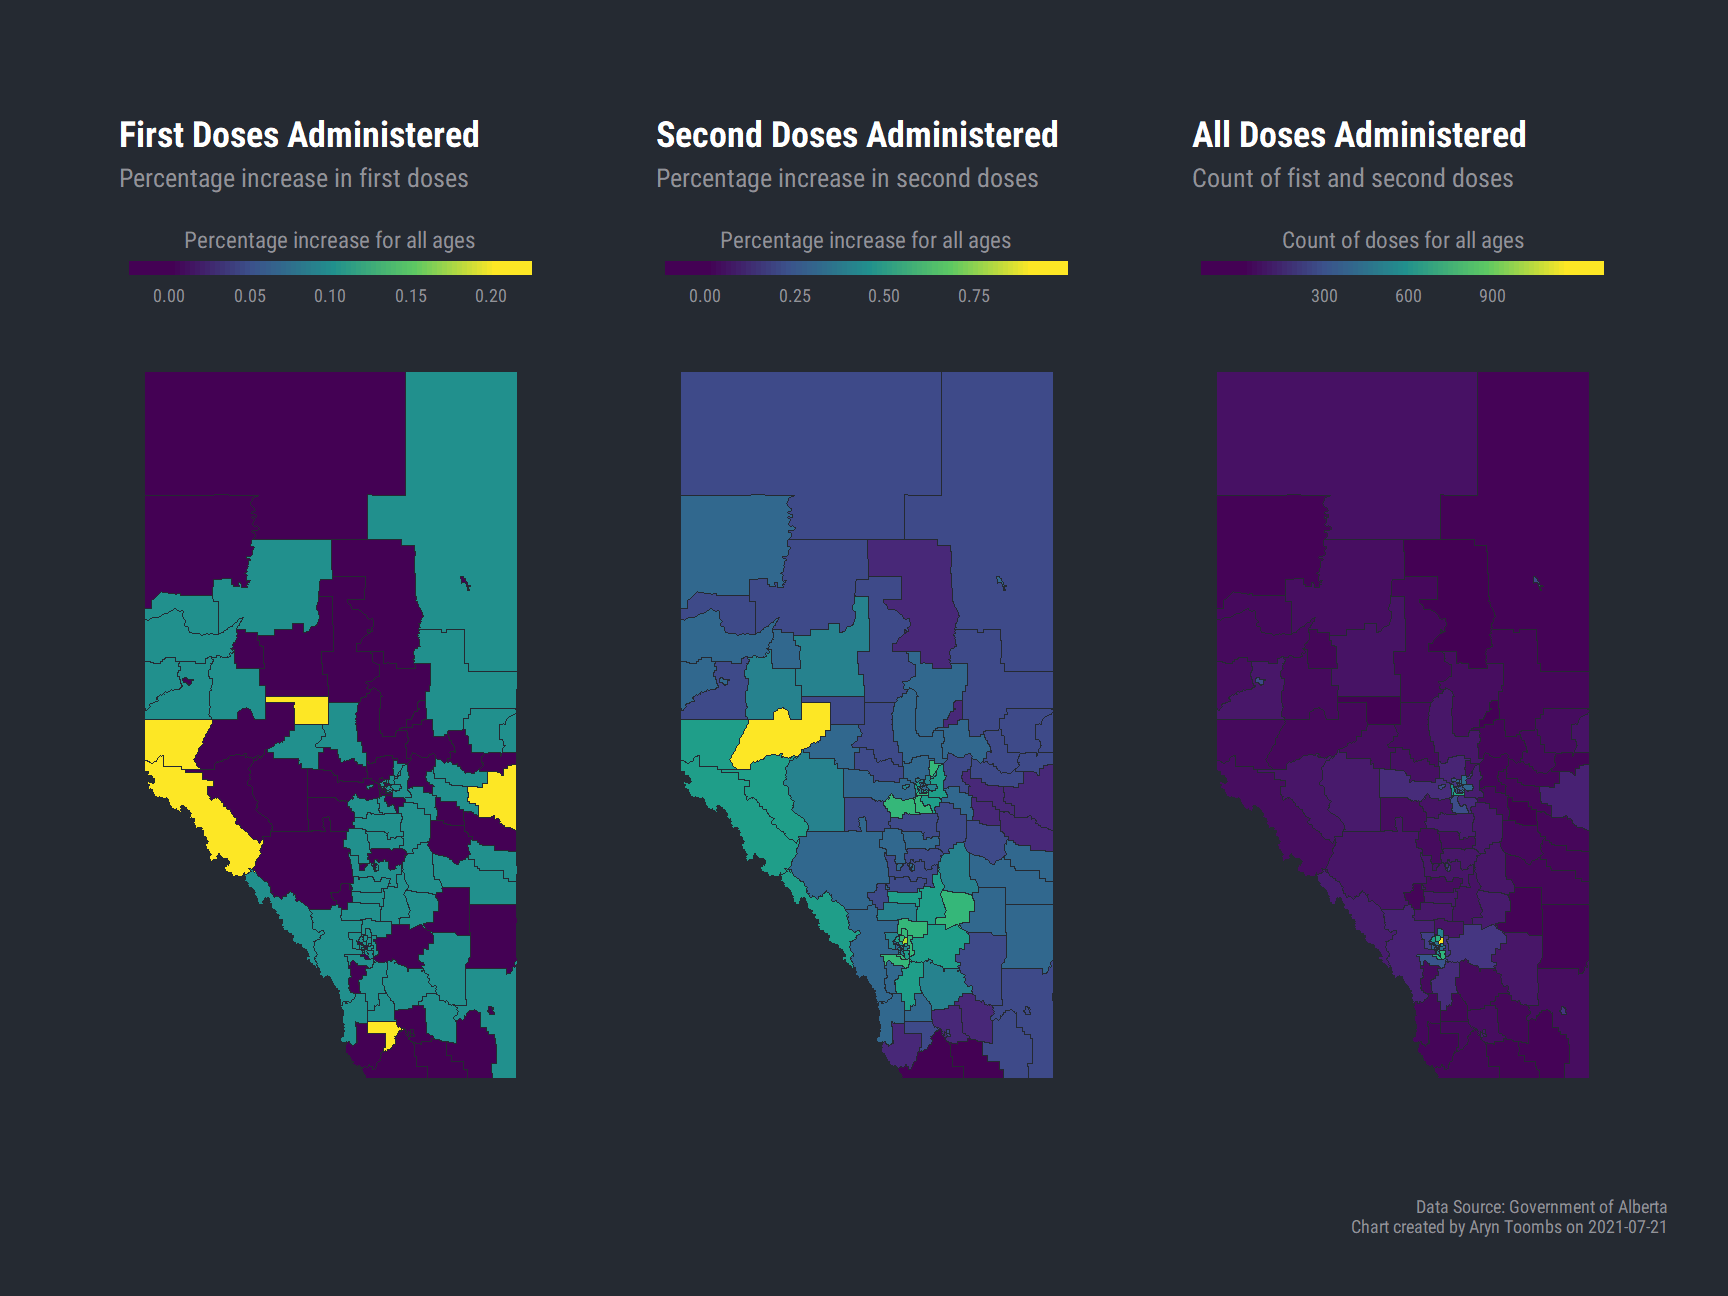 First Doses Administered
Percentage increase in first doses
Percentage increase for all ages
0.00 0.05 0.10 0.15 0.20
Second Doses Administered
Percentage increase in second doses
Percentage increase for all ages
0.00 0.25 0.50 0.75
All Doses Administered
Count of fist and second doses
Count of doses for all ages
300 600 900
Data Source: Government of Alberta
Chart created by Aryn Toombs on 2021-07-21